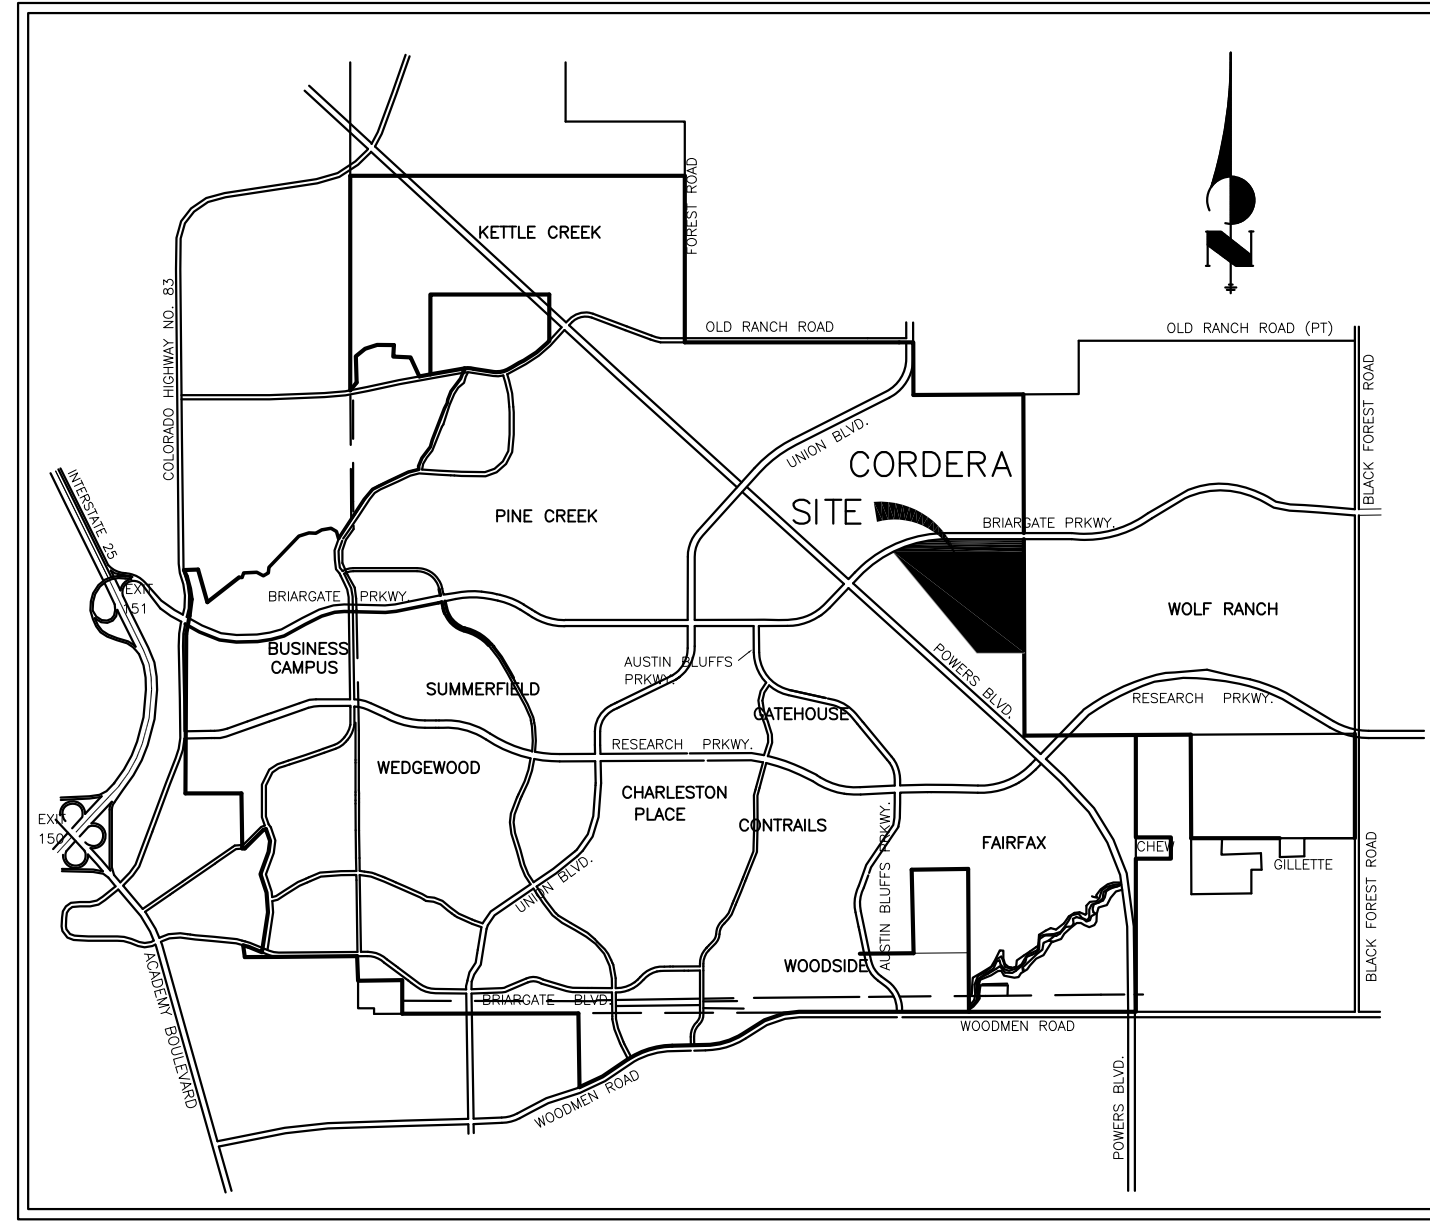 FOREST ROAD
KETTLE CREEK
N
COLORADO HIGHWAY NO. 83
OLD RANCH ROAD
OLD RANCH ROAD (PT)
BLACK FOREST ROAD
UNION BLVD.
CORDERA
SITE
INTERSTATE 25
PINE CREEK
BRIARGATE PRKWY.
EXIT
151
BRIARGATE PRKWY.
WOLF RANCH
BUSINESS
CAMPUS
AUSTIN BLUFFS
PRKWY.
POWERS BLVD.
SUMMERFIELD
RESEARCH PRKWY.
GATEHOUSE
RESEARCH PRKWY.
WEDGEWOOD
CHARLESTON
PLACE
EXIT
150
CONTRAILS
FAIRFAX
CHEW
GILLETTE
UNION BLVD.
AUSTIN BLUFFS PRKWY.
BLACK FOREST ROAD
WOODSIDE
ACADEMY BOULEVARD
BRIARGATE BLVD.
WOODMEN ROAD
WOODMEN ROAD
POWERS BLVD.